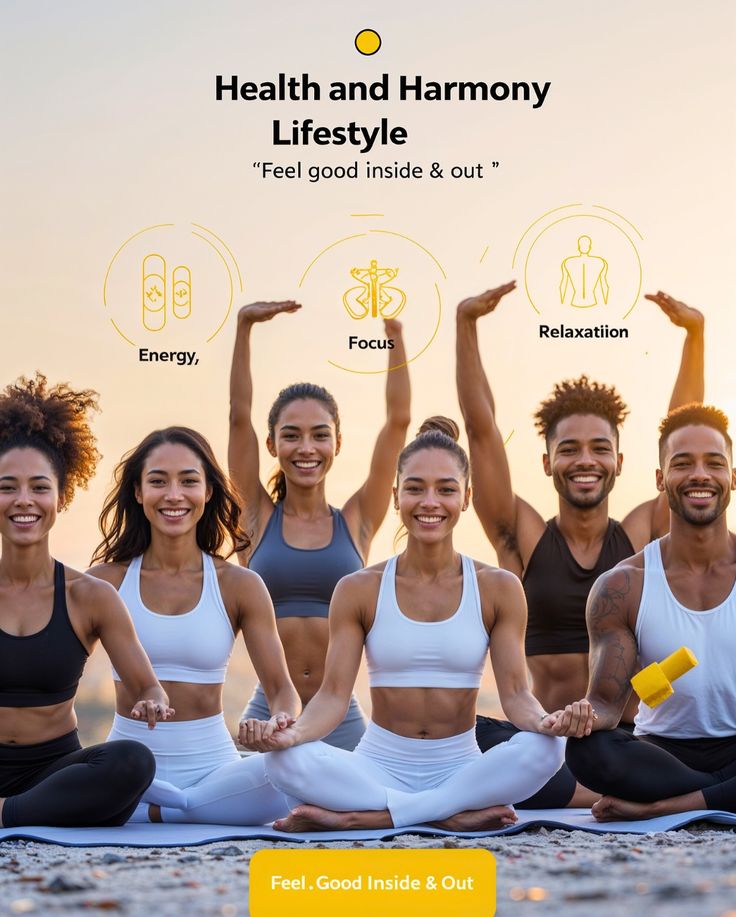 Health and Harmony
Lifestyle
“Feel good inside & out ”
Energy,
Focus
Relaxatiion
Feel . Good Inside & Out